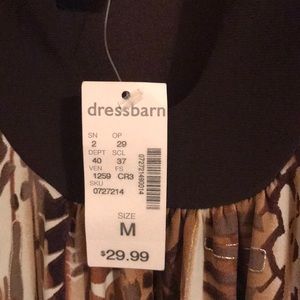 dressbarn
SN OP
2 29
DEPT SCL
40 37
VEN FS
1259 CR3
SKU
0727214
SIZE
M
$29.99